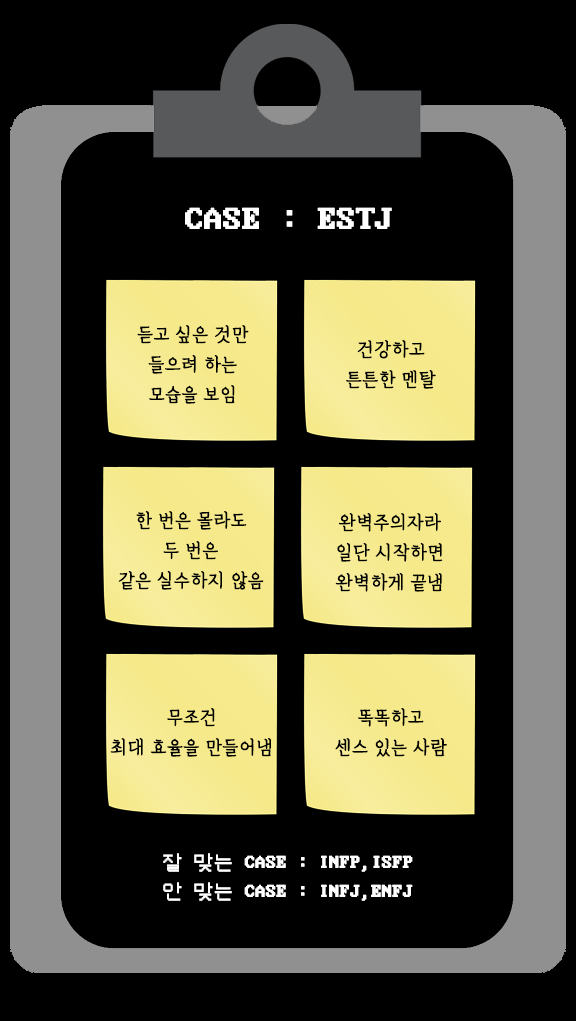 CASE : ESTJ
듣고 싶은 것만
들으려 하는
모습을 보임
건강하고
튼튼한 멘탈
한 번은 몰라도
두 번은
같은 실수하지 않음
완벽주의자라
일단 시작하면
완벽하게 끝냄
무조건
최대 효율을 만들어냄
똑똑하고
센스 있는 사람
잘 맞는 CASE : INFP,ISFP
안 맞는 CASE : INFJ,ENFJ